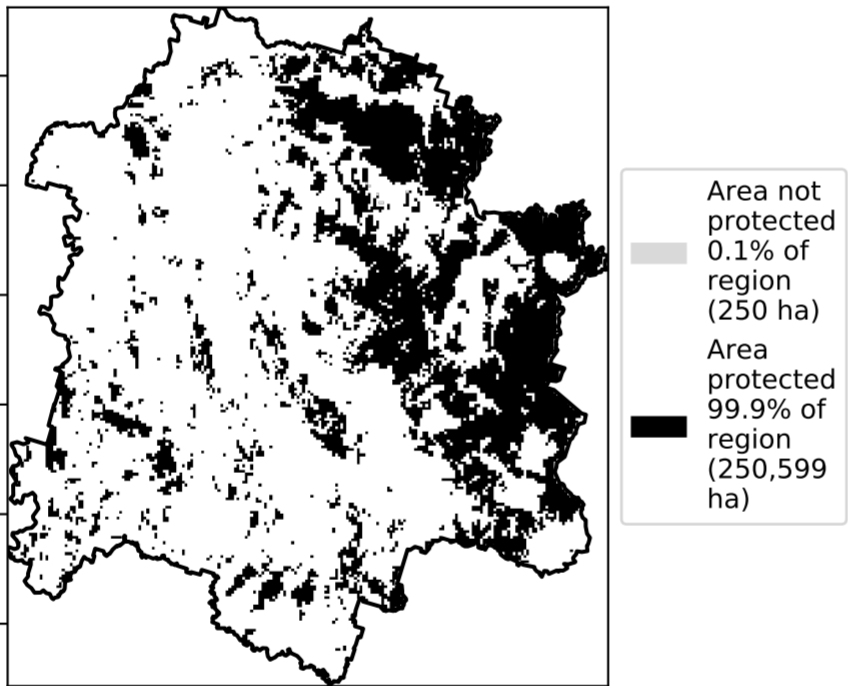 Area not
protected
0.1% of
region
(250 ha)
Area
protected
99.9% of
region
(250,599
ha)